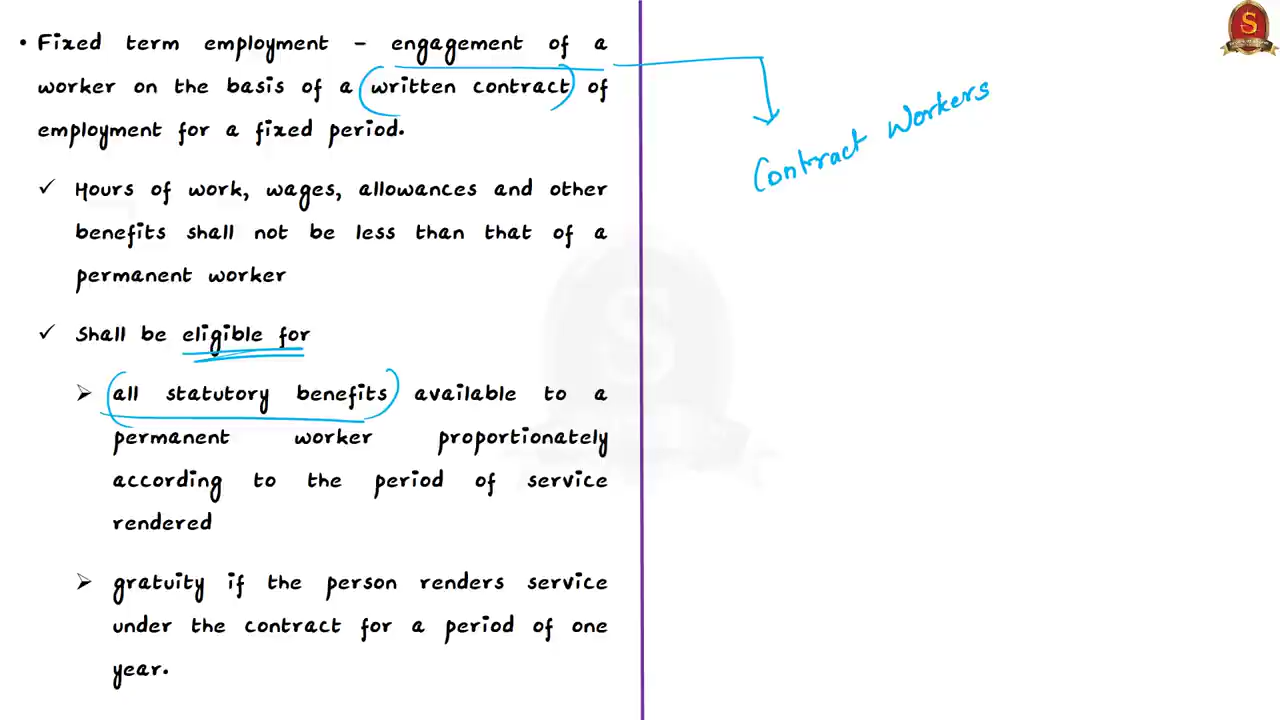 • Fixed term employment – engagement of a
worker on the basis of a written contract of
employment for a fixed period.
✓ Hours of work, wages, allowances and other
benefits shall not be less than that of a
permanent worker
✓ Shall be eligible for
➢ all statutory benefits available to a
permanent worker proportionately
according to the period of service
rendered
➢ gratuity if the person renders service
under the contract for a period of one
year.
Contract Workers
S